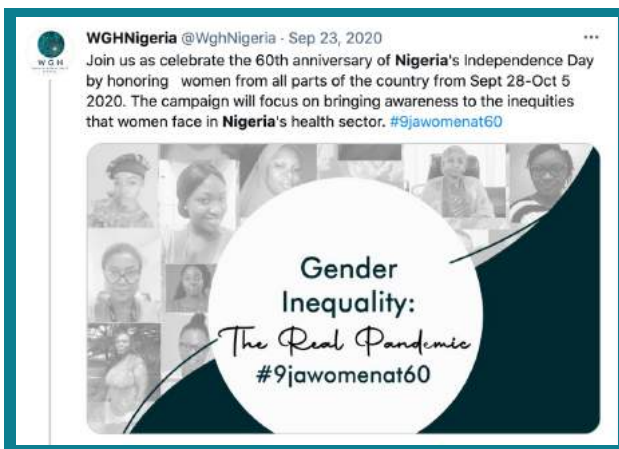 WGHNigeria @WghNigeria · Sep 23, 2020 ...
WGH
Join us as celebrate the 60th anniversary of Nigeria's Independence Day
by honoring women from all parts of the country from Sept 28-Oct 5
2020. The campaign will focus on bringing awareness to the inequities
that women face in Nigeria's health sector. #9jawomenat60
Gender
Inequality:
The Real Pandemic
#9jawomenat60